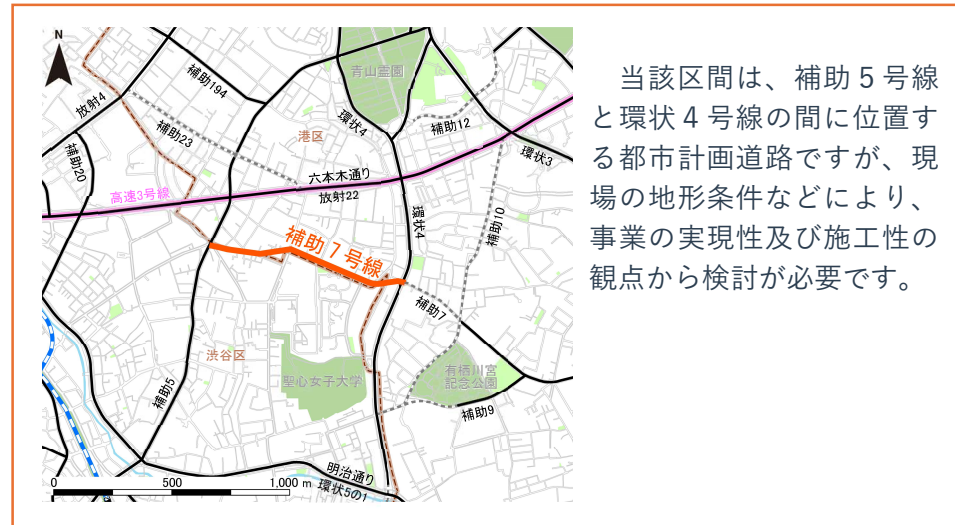 N
青山霊園
補助194
放射4
環状4
補助12
港区
補助23
環状3
補助20
六本木通り
高速3号線
放射22
環状4
補助10
補助７号線
補助7
渋谷区
有栖川宮
記念公園
聖心女子大学
補助5
補助9
明治通り
0 500 1,000 m
環状5の1
当該区間は、補助５号線
と環状４号線の間に位置す
る都市計画道路ですが、現
場の地形条件などにより、
事業の実現性及び施工性の
観点から検討が必要です。